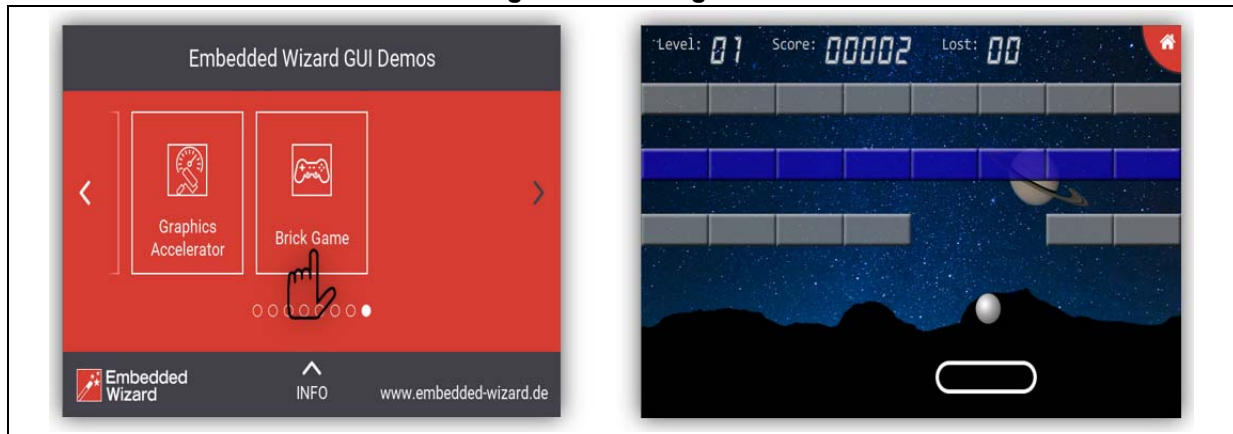 Embedded Wizard GUI Demos
Graphics
Accelerator
Brick Game
Embedded
Wizard
INFO
www.embedded-wizard.de
Level: 01 Score: 00002 Lost: 00